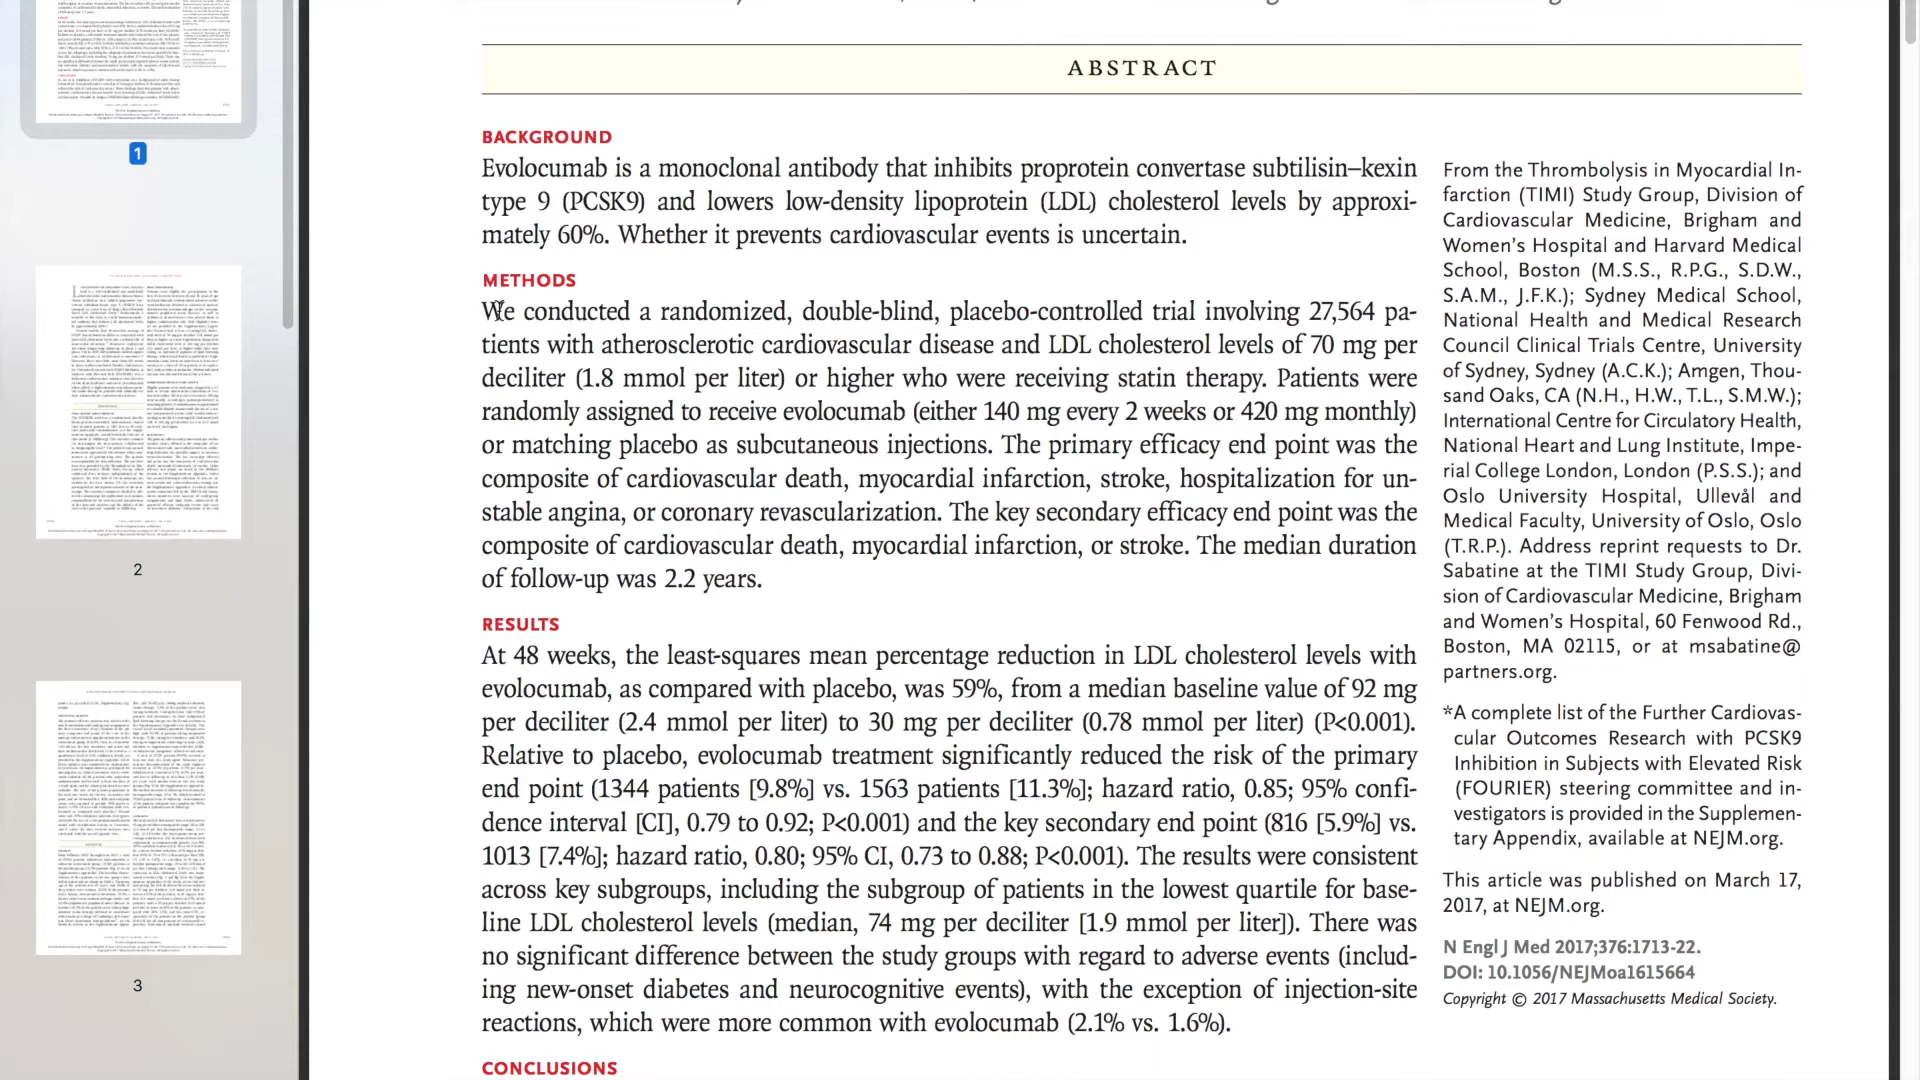 ABSTRACT
BACKGROUND
Evolocumab is a monoclonal antibody that inhibits proprotein convertase subtilisin–kexin
type 9 (PCSK9) and lowers low-density lipoprotein (LDL) cholesterol levels by approxi-
mately 60%. Whether it prevents cardiovascular events is uncertain.
METHODS
We conducted a randomized, double-blind, placebo-controlled trial involving 27,564 pa-
tients with atherosclerotic cardiovascular disease and LDL cholesterol levels of 70 mg per
deciliter (1.8 mmol per liter) or higher who were receiving statin therapy. Patients were
randomly assigned to receive evolocumab (either 140 mg every 2 weeks or 420 mg monthly)
or matching placebo as subcutaneous injections. The primary efficacy end point was the
composite of cardiovascular death, myocardial infarction, stroke, hospitalization for un-
stable angina, or coronary revascularization. The key secondary efficacy end point was the
composite of cardiovascular death, myocardial infarction, or stroke. The median duration
of follow-up was 2.2 years.
RESULTS
At 48 weeks, the least-squares mean percentage reduction in LDL cholesterol levels with
evolocumab, as compared with placebo, was 59%, from a median baseline value of 92 mg
per deciliter (2.4 mmol per liter) to 30 mg per deciliter (0.78 mmol per liter) (P<0.001).
Relative to placebo, evolocumab treatment significantly reduced the risk of the primary
end point (1344 patients [9.8%] vs. 1563 patients [11.3%]; hazard ratio, 0.85; 95% confi-
dence interval [CI], 0.79 to 0.92; P<0.001) and the key secondary end point (816 [5.9%] vs.
1013 [7.4%]; hazard ratio, 0.80; 95% CI, 0.73 to 0.88; P<0.001). The results were consistent
across key subgroups, including the subgroup of patients in the lowest quartile for base-
line LDL cholesterol levels (median, 74 mg per deciliter [1.9 mmol per liter]). There was
no significant difference between the study groups with regard to adverse events (includ-
ing new-onset diabetes and neurocognitive events), with the exception of injection-site
reactions, which were more common with evolocumab (2.1% vs. 1.6%).
CONCLUSIONS
From the Thrombolysis in Myocardial In-
farction (TIMI) Study Group, Division of
Cardiovascular Medicine, Brigham and
Women's Hospital and Harvard Medical
School, Boston (M.S.S., R.P.G., S.D.W.,
S.A.M., J.F.K.); Sydney Medical School,
National Health and Medical Research
Council Clinical Trials Centre, University
of Sydney, Sydney (A.C.K.); Amgen, Thou-
sand Oaks, CA (N.H., H.W., T.L., S.M.W.);
International Centre for Circulatory Health,
National Heart and Lung Institute, Impe-
rial College London, London (P.S.S.); and
Oslo University Hospital, Ullevål and
Medical Faculty, University of Oslo, Oslo
(T.R.P.). Address reprint requests to Dr.
Sabatine at the TIMI Study Group, Divi-
sion of Cardiovascular Medicine, Brigham
and Women's Hospital, 60 Fenwood Rd.,
Boston, MA 02115, or at msabatine@
partners.org.
*A complete list of the Further Cardiovas-
cular Outcomes Research with PCSK9
Inhibition in Subjects with Elevated Risk
(FOURIER) steering committee and in-
vestigators is provided in the Supplemen-
tary Appendix, available at NEJM.org.
This article was published on March 17,
2017, at NEJM.org.
N Engl J Med 2017;376:1713-22.
DOI: 10.1056/NEJMoa1615664
Copyright © 2017 Massachusetts Medical Society.
1
2
3